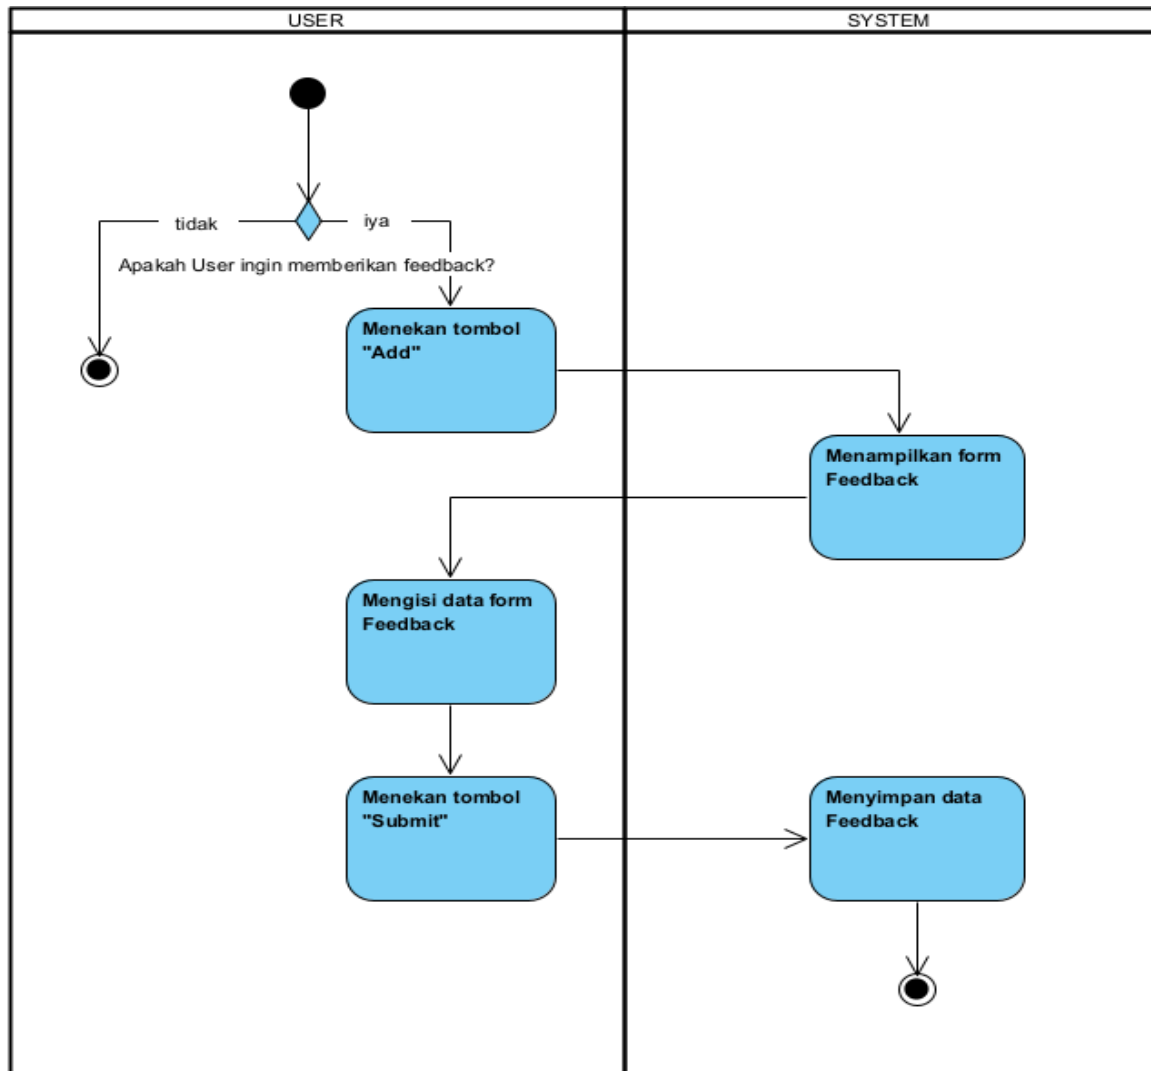 USER
SYSTEM
tidak
iya
Apakah User ingin memberikan feedback?
Menekan tombol
"Add"
Menampilkan form
Feedback
Mengisi data form
Feedback
Menekan tombol
"Submit"
Menyimpan data
Feedback